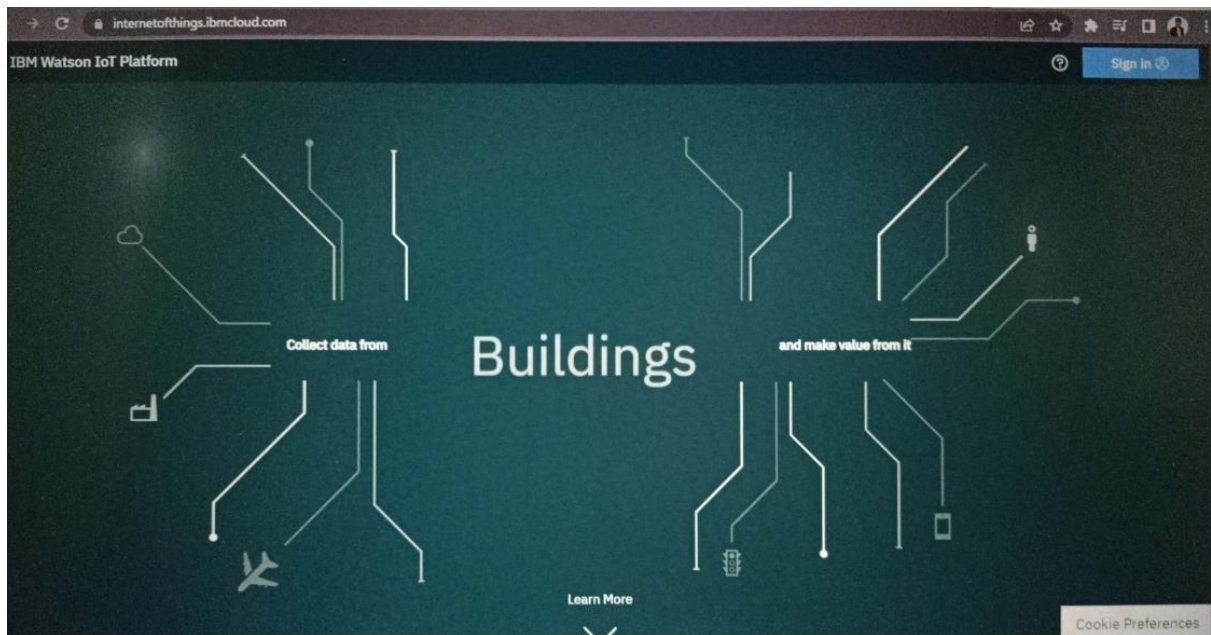 internetofthings.ibmcloud.com
IBM Watson IoT Platform
Sign in
Collect data from
Buildings
and make value from it
Learn More
Cookie Preferences